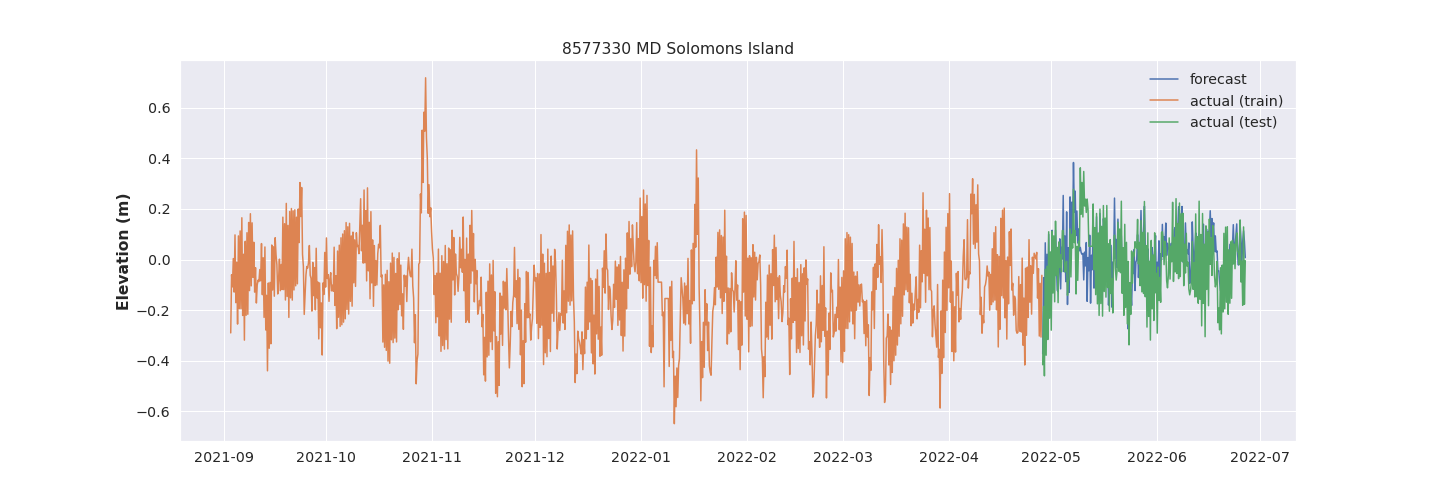 8577330 MD Solomons Island
forecast
actual (train)
actual (test)
Elevation (m)
0.6
0.4
0.2
0.0
−0.2
−0.4
−0.6
2021-09 2021-10 2021-11 2021-12 2022-01 2022-02 2022-03 2022-04 2022-05 2022-06 2022-07